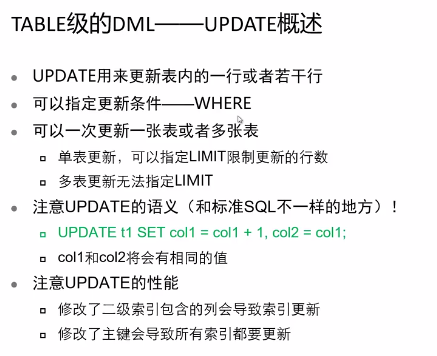 TABLE级的DML——UPDATE概述
UPDATE用来更新表内的一行或者若干行
可以指定更新条件——WHERE
可以一次更新一张表或者多张表
单表更新，可以指定LIMIT限制更新的行数
多表更新无法指定LIMIT
注意UPDATE的语义（和标准SQL不一样的地方）！
UPDATE t1 SET col1 = col1 + 1, col2 = col1;
col1和col2将会有相同的值
注意UPDATE的性能
修改了二级索引包含的列会导致索引更新
修改了主键会导致所有索引都要更新